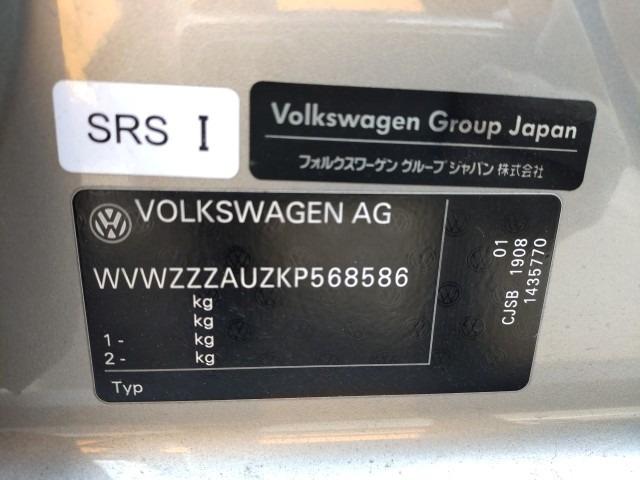 SRS I
Volkswagen Group Japan
フォルクスワーゲン グループ ジャパン 株式会社
VOLKSWAGEN AG
WVWZZZAUZKP568586
kg
kg
1 - kg
2 - kg
Typ
01
CJSB 1908
1435770